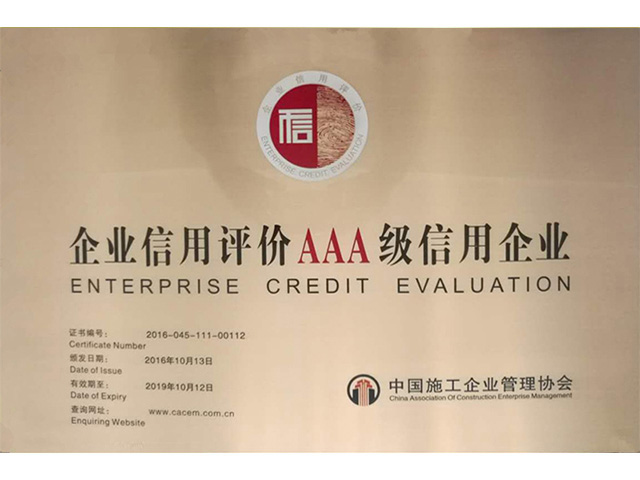 企业信用评价
信
ENTERPRISE CREDIT EVALUATION
企业信用评价AAA级信用企业
ENTERPRISE CREDIT EVALUATION
证书编号： 2016-045-111-00112
Certificate Number
颁发日期： 2016年10月13日
Date of Issue
有效期至： 2019年10月12日
Date of Expiry
查询网址： www.cacem.com.cn
Enquiring Website
中国施工企业管理协会
China Association Of Construction Enterprise Management